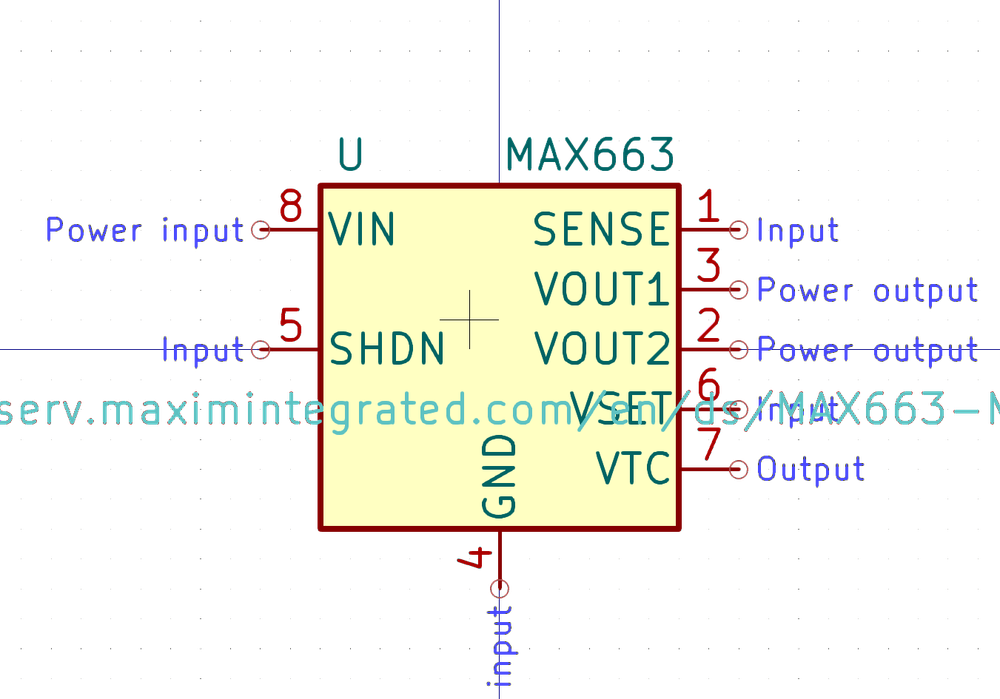 U MAX663
8 1
Power input VIN SENSE Input
3
VOUT1 Power output
5 2
Input SHDN VOUT2 Power output
6
VSET Input
serv.maximintegrated.com/en/ds/MAX663-M
7
VTC Output
GND
4
input